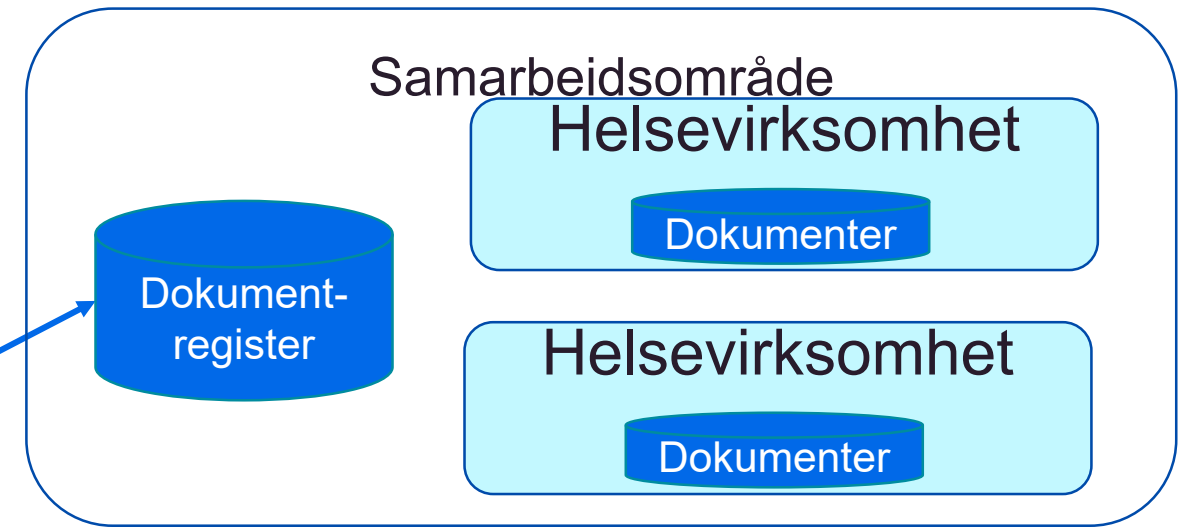 Samarbeidsområde
Helsevirksomhet
Dokumenter
Dokument-
register
Helsevirksomhet
Dokumenter